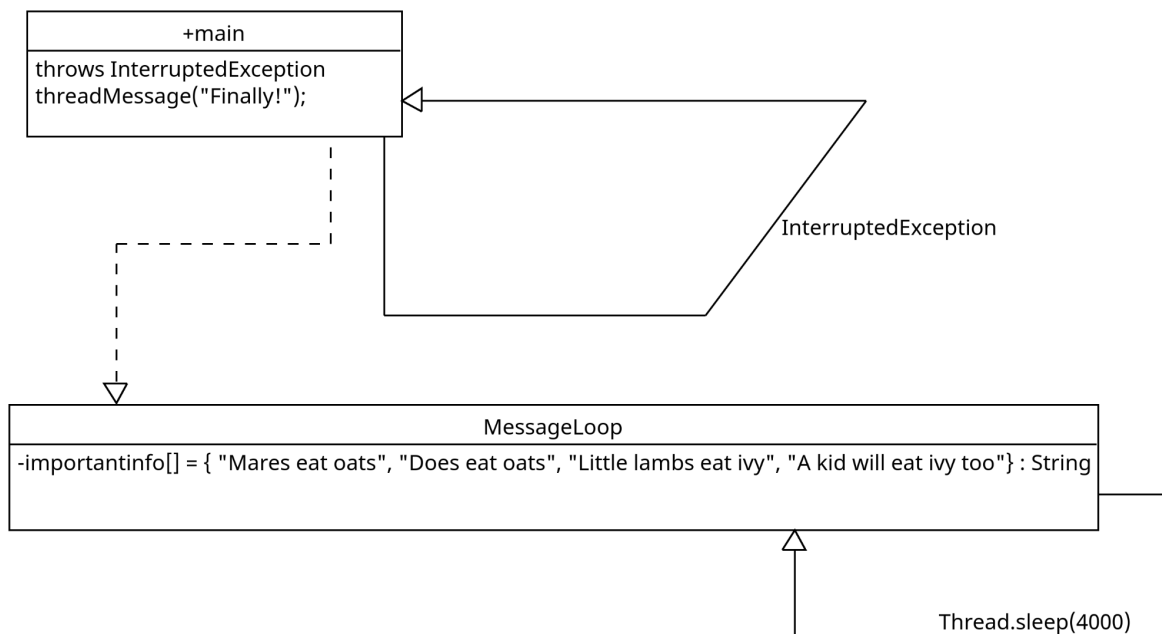 +main
throws InterruptedException
threadMessage("Finally!");
InterruptedException
MessageLoop
-importantinfo[] = { "Mares eat oats", "Does eat oats", "Little lambs eat ivy", "A kid will eat ivy too"} : String
Thread.sleep(4000)